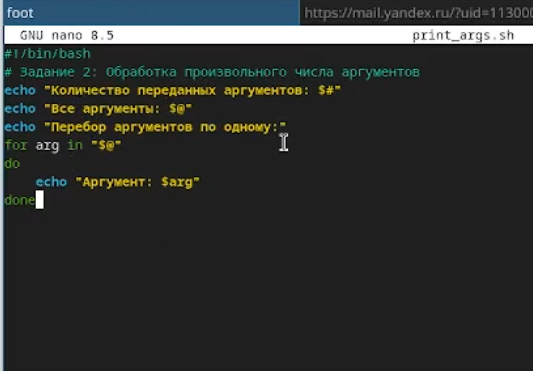 foot https://mail.yandex.ru/?uid=113000
GNU nano 8.5 print_args.sh
#!/bin/bash
# Задание 2: Обработка произвольного числа аргументов
echo "Количество переданных аргументов: $#"
echo "Все аргументы: $@"
echo "Перебор аргументов по одному:"
for arg in "$@"
do
    echo "Аргумент: $arg"
done